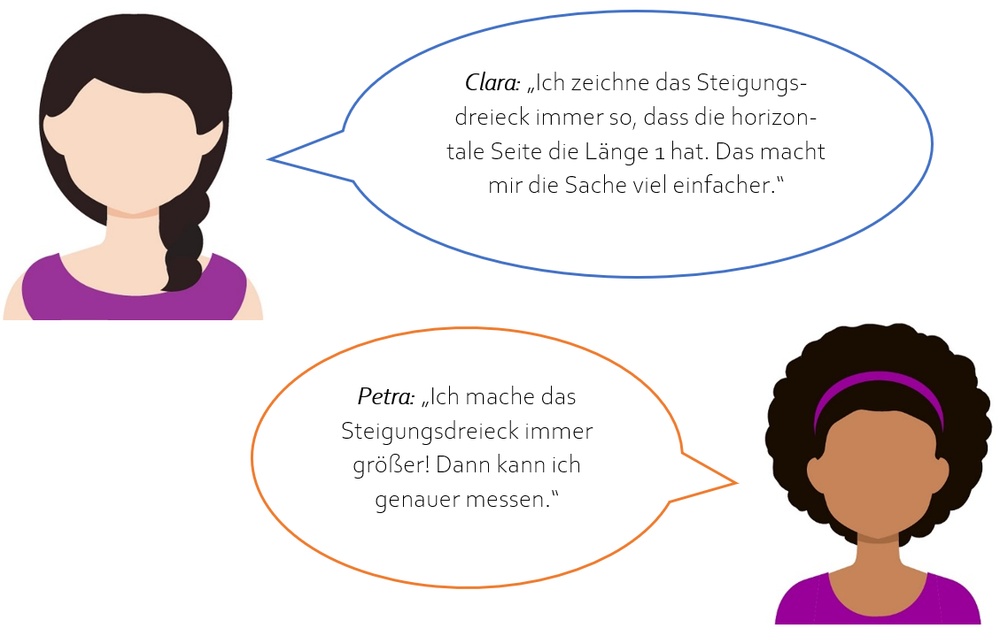 Clara: „Ich zeichne das Steigungs-
dreieck immer so, dass die horizon-
tale Seite die Länge 1 hat. Das macht
mir die Sache viel einfacher.“
Petra: „Ich mache das
Steigungsdreieck immer
größer! Dann kann ich
genauer messen.“